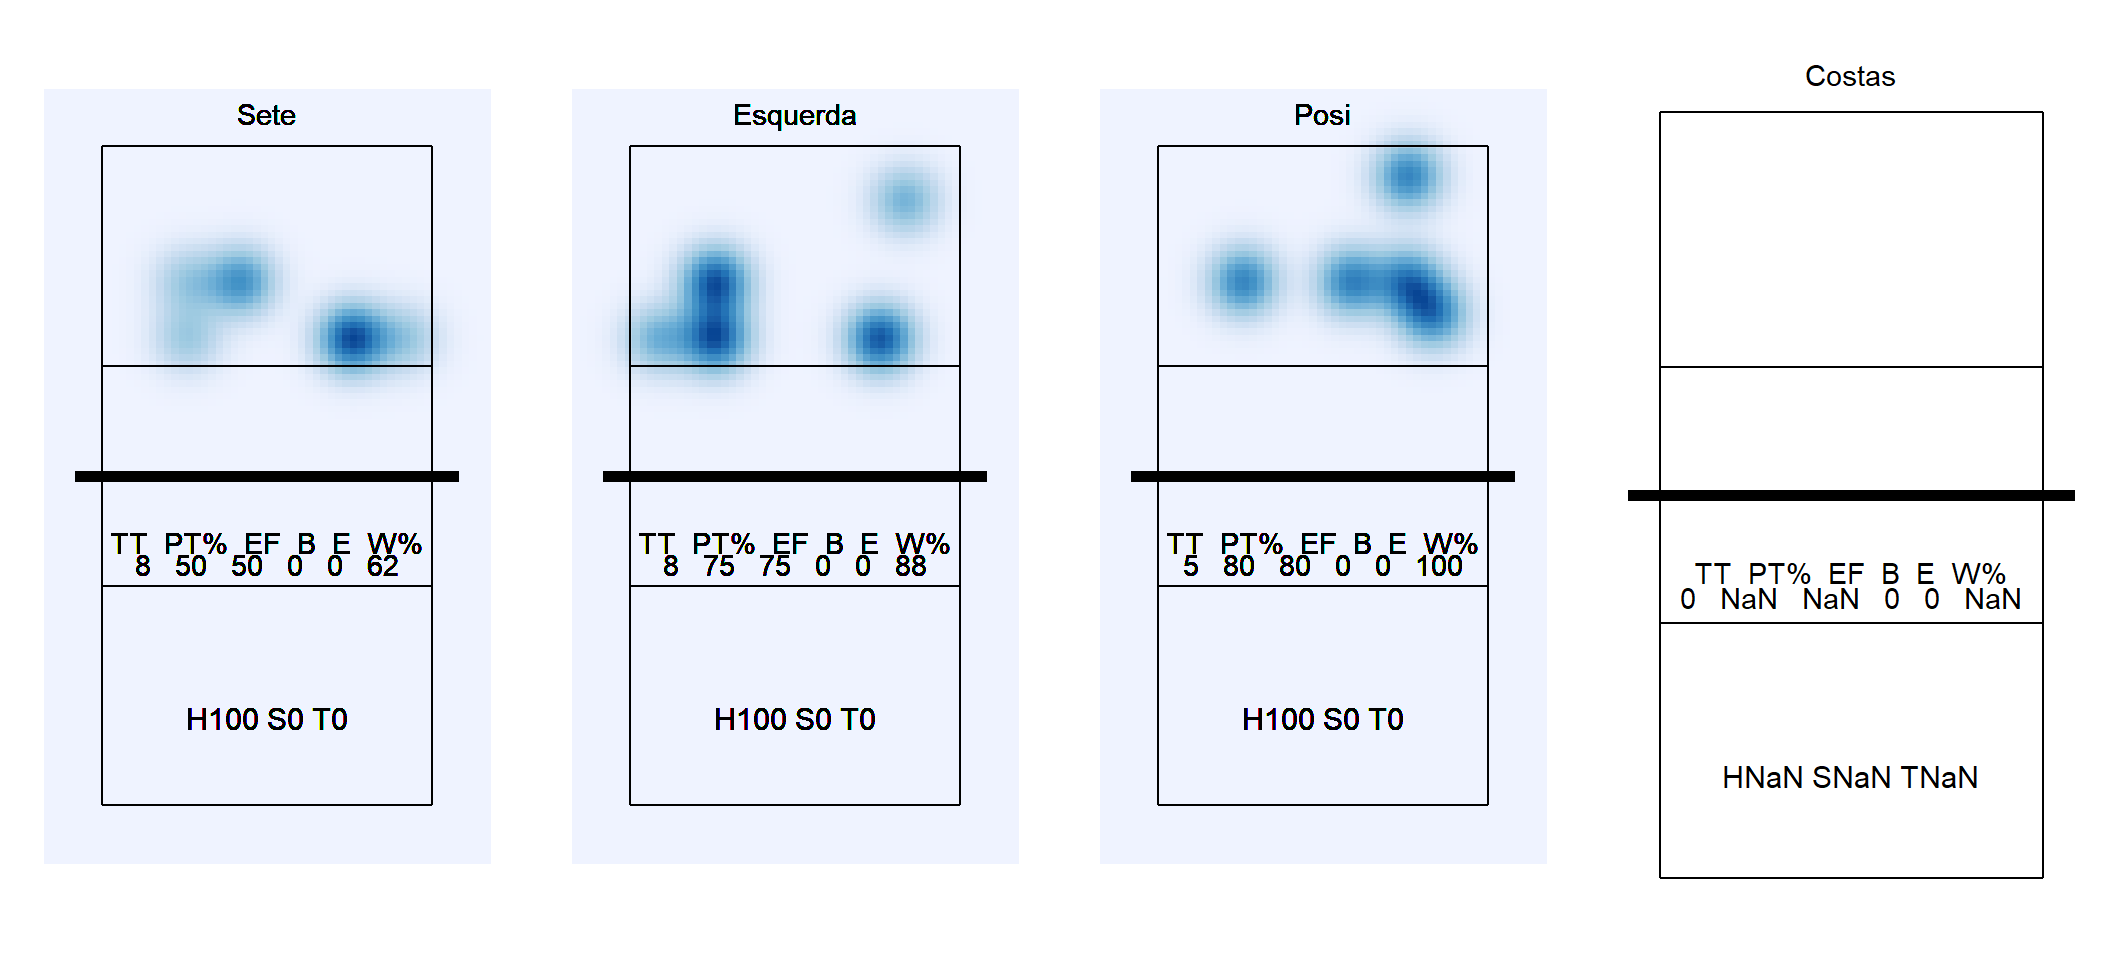 Sete
TT PT% EF B E W%
8 50 50 0 0 62
H100 S0 T0
Esquerda
TT PT% EF B E W%
8 75 75 0 0 88
H100 S0 T0
Posi
TT PT% EF B E W%
5 80 80 0 0 100
H100 S0 T0
Costas
TT PT% EF B E W%
0 NaN NaN 0 0 NaN
HNaN SNaN TNaN